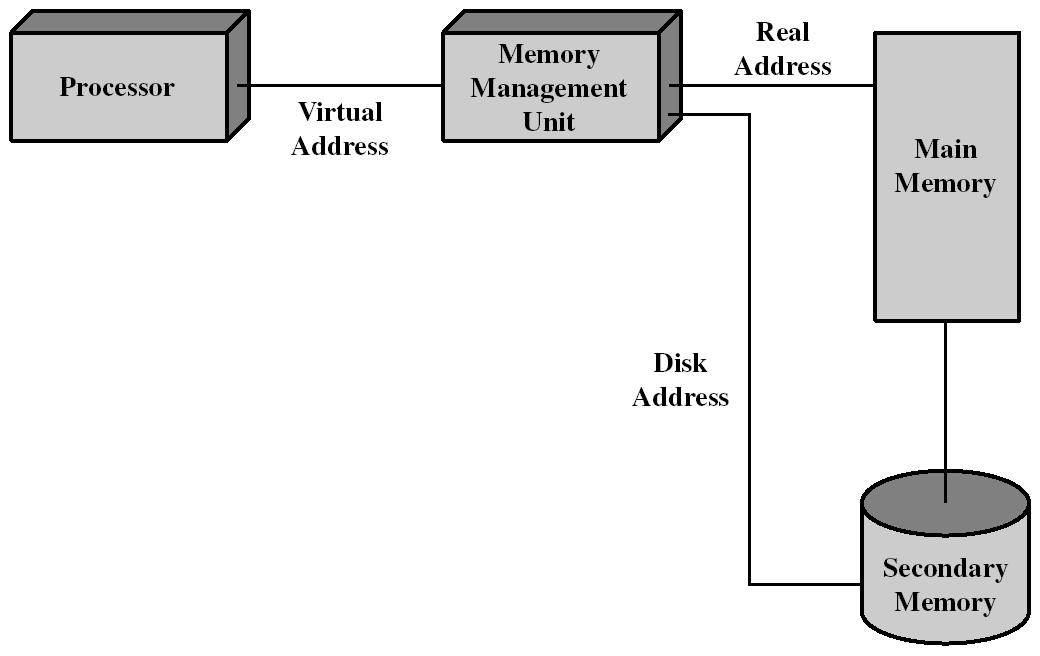 Processor
Virtual
Address
Memory
Management
Unit
Real
Address
Main
Memory
Disk
Address
Secondary
Memory